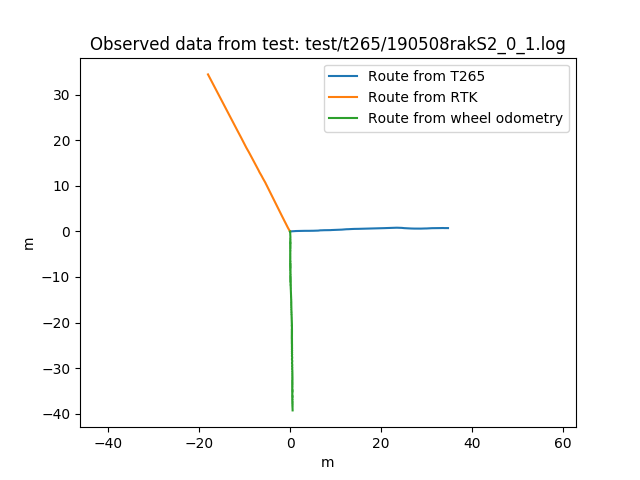 Observed data from test: test/t265/190508rakS2_0_1.log
Route from T265
Route from RTK
Route from wheel odometry
30
20
10
0
−10
−20
−30
−40
m
−40
−20
0
20
40
60
m